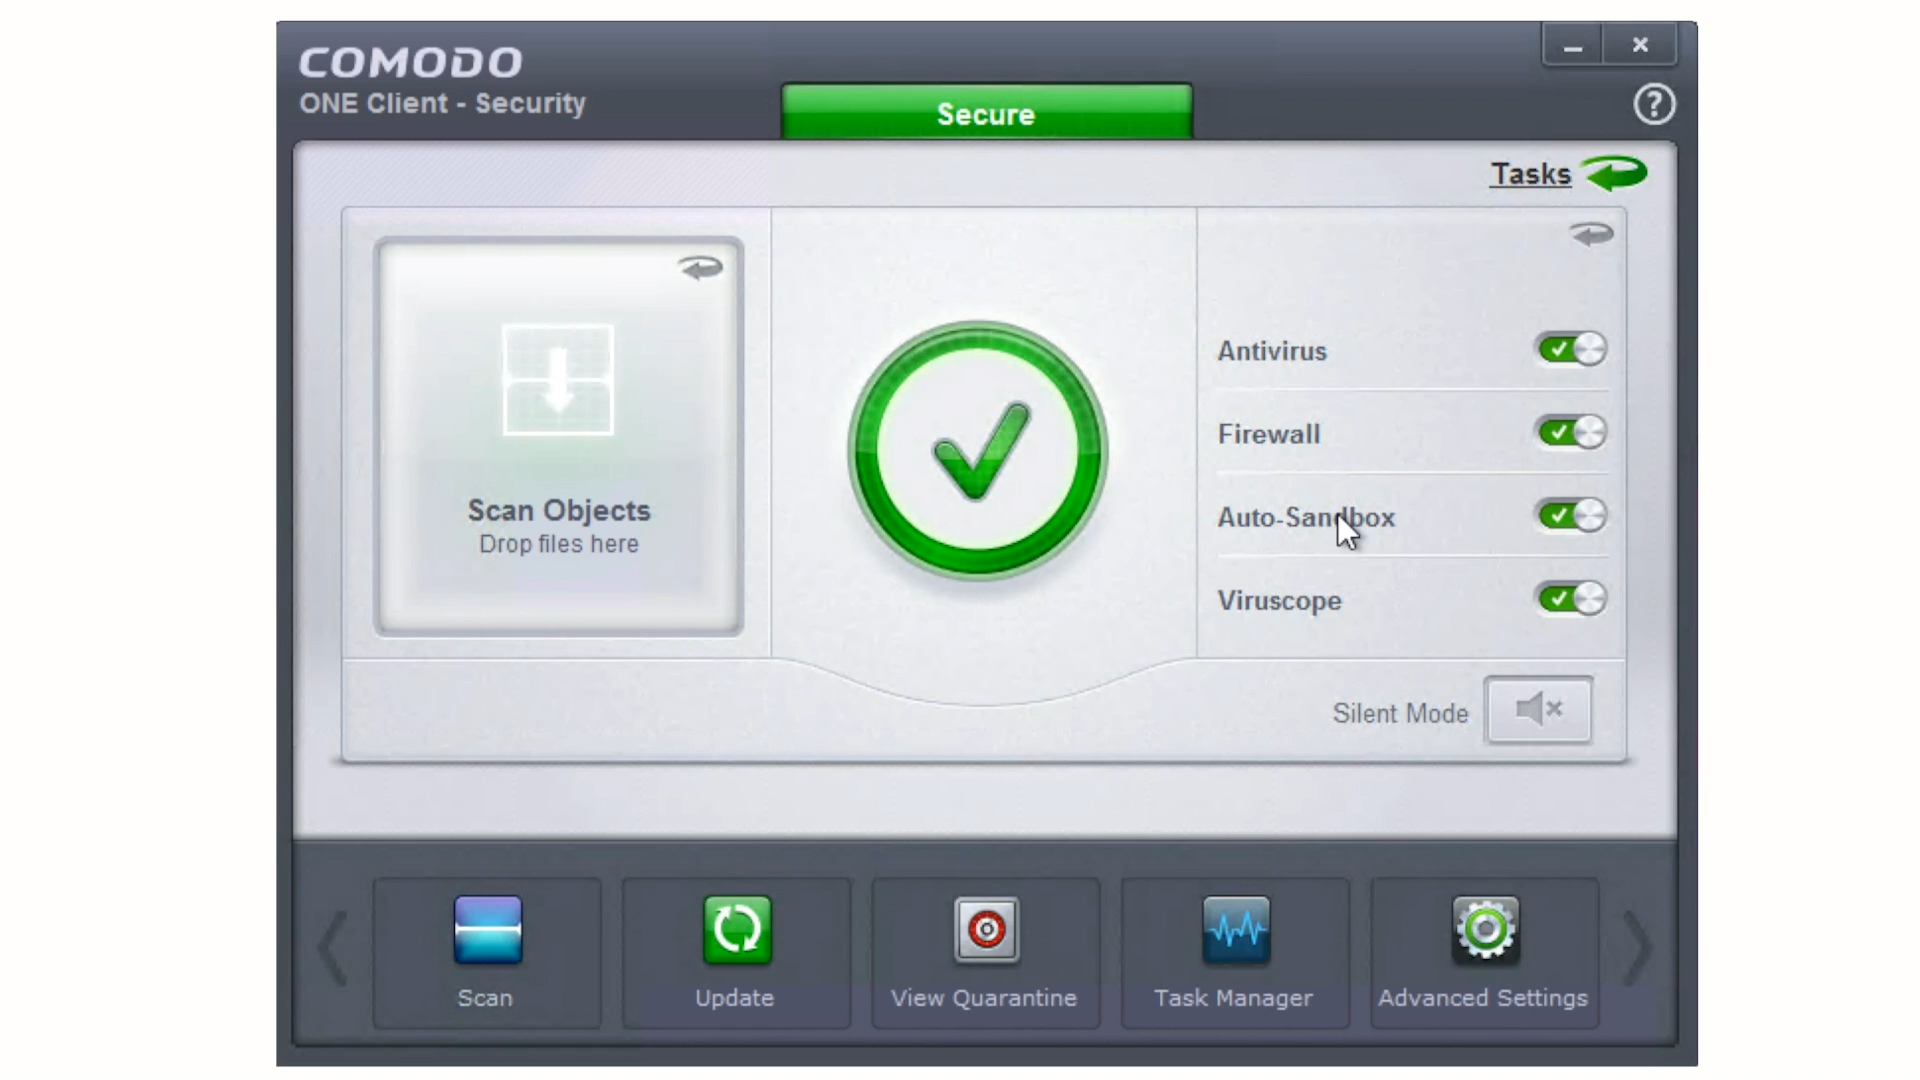 COMODO
ONE Client - Security
Secure
?
Tasks
Scan Objects
Drop files here
Antivirus
Firewall
Auto-Sandbox
Viruscope
Silent Mode
Scan
Update
View Quarantine
Task Manager
Advanced Settings